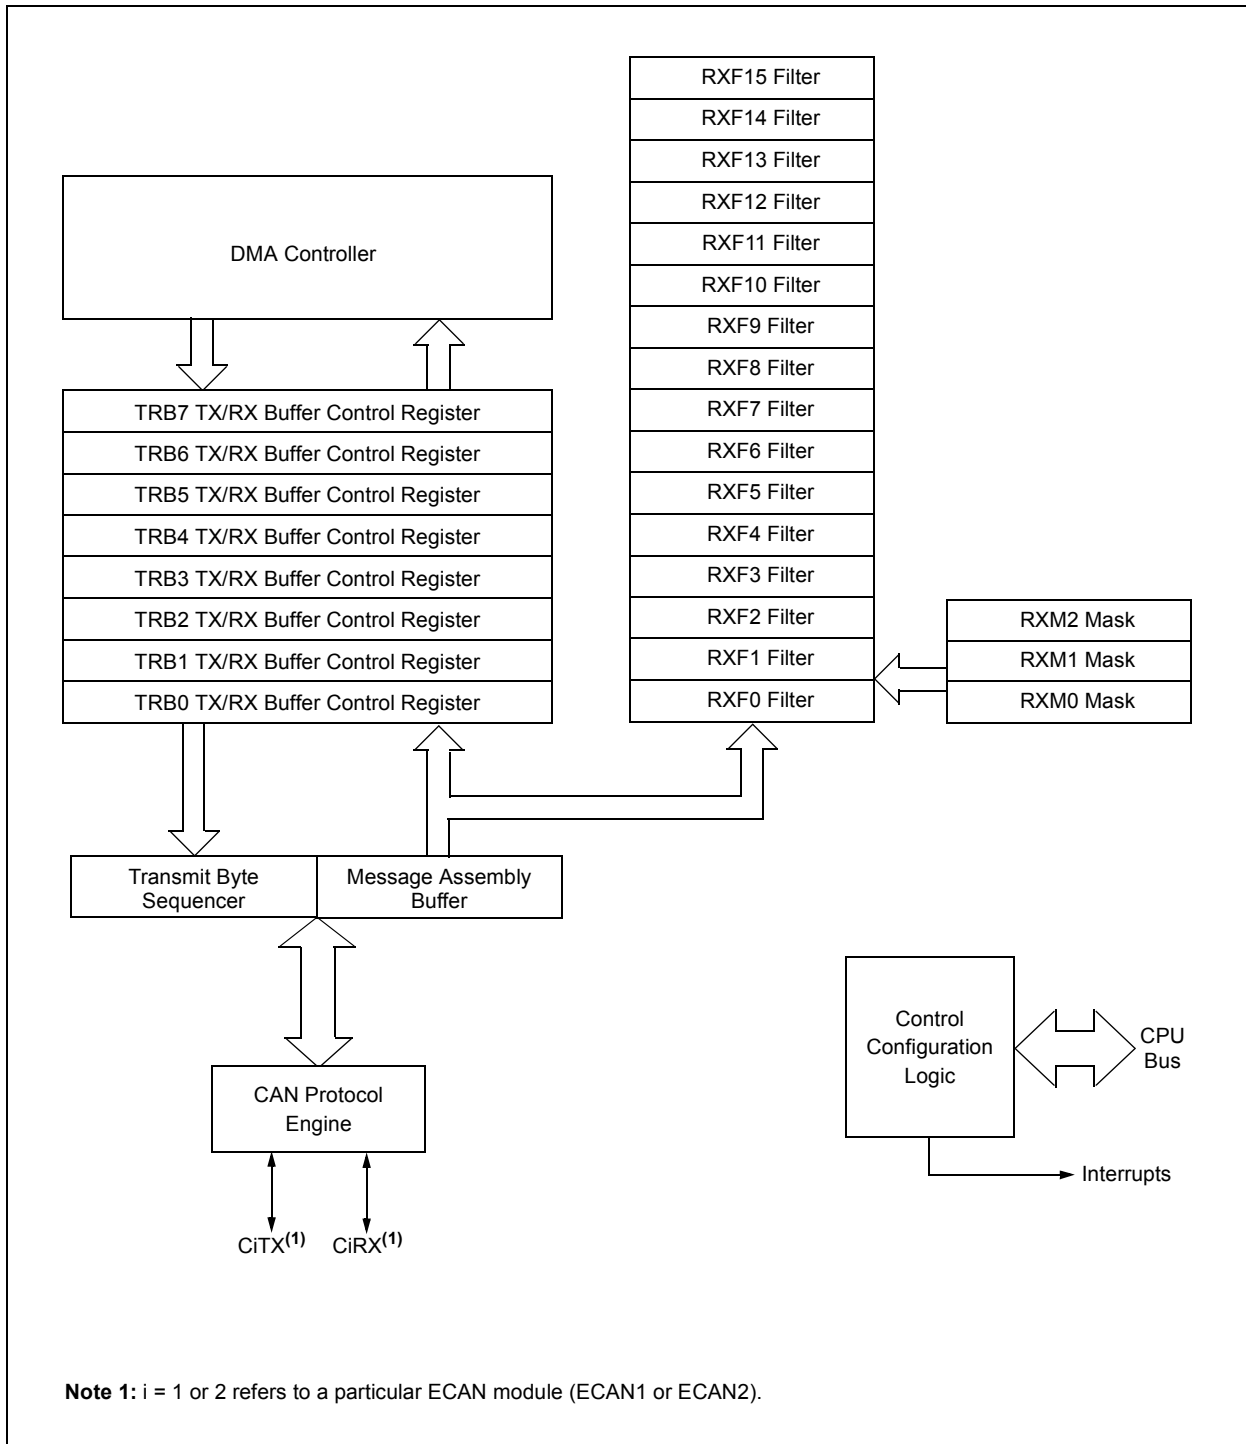 RXF15 Filter
RXF14 Filter
RXF13 Filter
RXF12 Filter
RXF11 Filter
RXF10 Filter
RXF9 Filter
RXF8 Filter
RXF7 Filter
RXF6 Filter
RXF5 Filter
RXF4 Filter
RXF3 Filter
RXF2 Filter
RXF1 Filter
RXF0 Filter
DMA Controller
TRB7 TX/RX Buffer Control Register
TRB6 TX/RX Buffer Control Register
TRB5 TX/RX Buffer Control Register
TRB4 TX/RX Buffer Control Register
TRB3 TX/RX Buffer Control Register
TRB2 TX/RX Buffer Control Register
TRB1 TX/RX Buffer Control Register
TRB0 TX/RX Buffer Control Register
RXM2 Mask
RXM1 Mask
RXM0 Mask
Transmit Byte
Sequencer
Message Assembly
Buffer
Control
Configuration
Logic
CPU
Bus
CAN Protocol
Engine
Interrupts
CiTX(1)
CiRX(1)
Note 1: i = 1 or 2 refers to a particular ECAN module (ECAN1 or ECAN2).